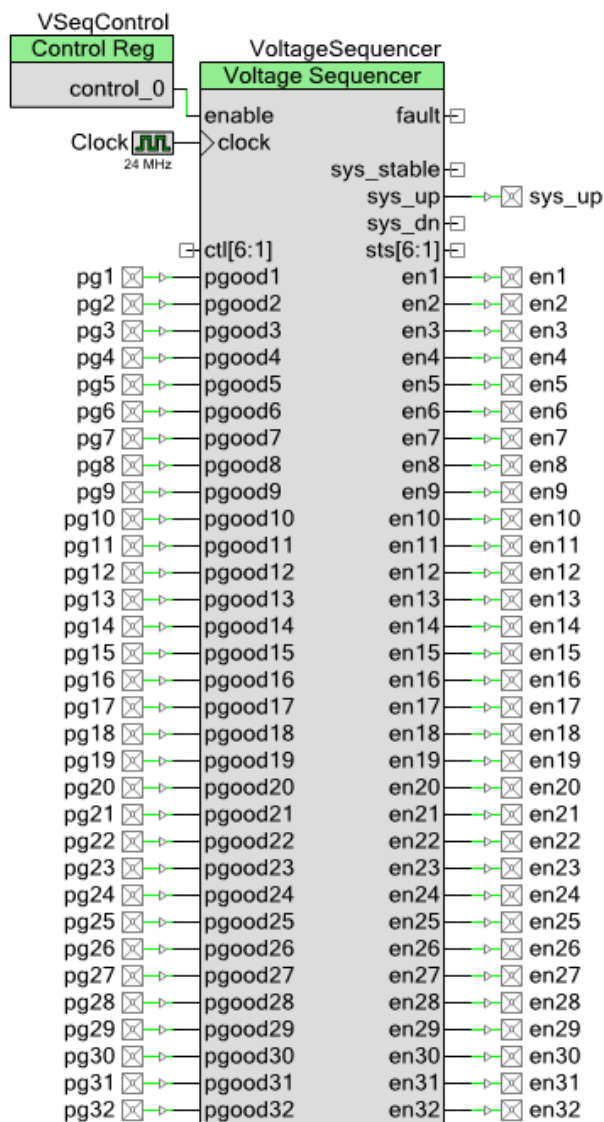 VSeqControl
Control Reg
control_0
VoltageSequencer
Voltage Sequencer
enable fault
Clock clock
24 MHz
sys_stable
sys_up sys_up
sys_dn
ctl[6:1] sts[6:1]
pg1 pgood1 en1 en1
pg2 pgood2 en2 en2
pg3 pgood3 en3 en3
pg4 pgood4 en4 en4
pg5 pgood5 en5 en5
pg6 pgood6 en6 en6
pg7 pgood7 en7 en7
pg8 pgood8 en8 en8
pg9 pgood9 en9 en9
pg10 pgood10 en10 en10
pg11 pgood11 en11 en11
pg12 pgood12 en12 en12
pg13 pgood13 en13 en13
pg14 pgood14 en14 en14
pg15 pgood15 en15 en15
pg16 pgood16 en16 en16
pg17 pgood17 en17 en17
pg18 pgood18 en18 en18
pg19 pgood19 en19 en19
pg20 pgood20 en20 en20
pg21 pgood21 en21 en21
pg22 pgood22 en22 en22
pg23 pgood23 en23 en23
pg24 pgood24 en24 en24
pg25 pgood25 en25 en25
pg26 pgood26 en26 en26
pg27 pgood27 en27 en27
pg28 pgood28 en28 en28
pg29 pgood29 en29 en29
pg30 pgood30 en30 en30
pg31 pgood31 en31 en31
pg32 pgood32 en32 en32